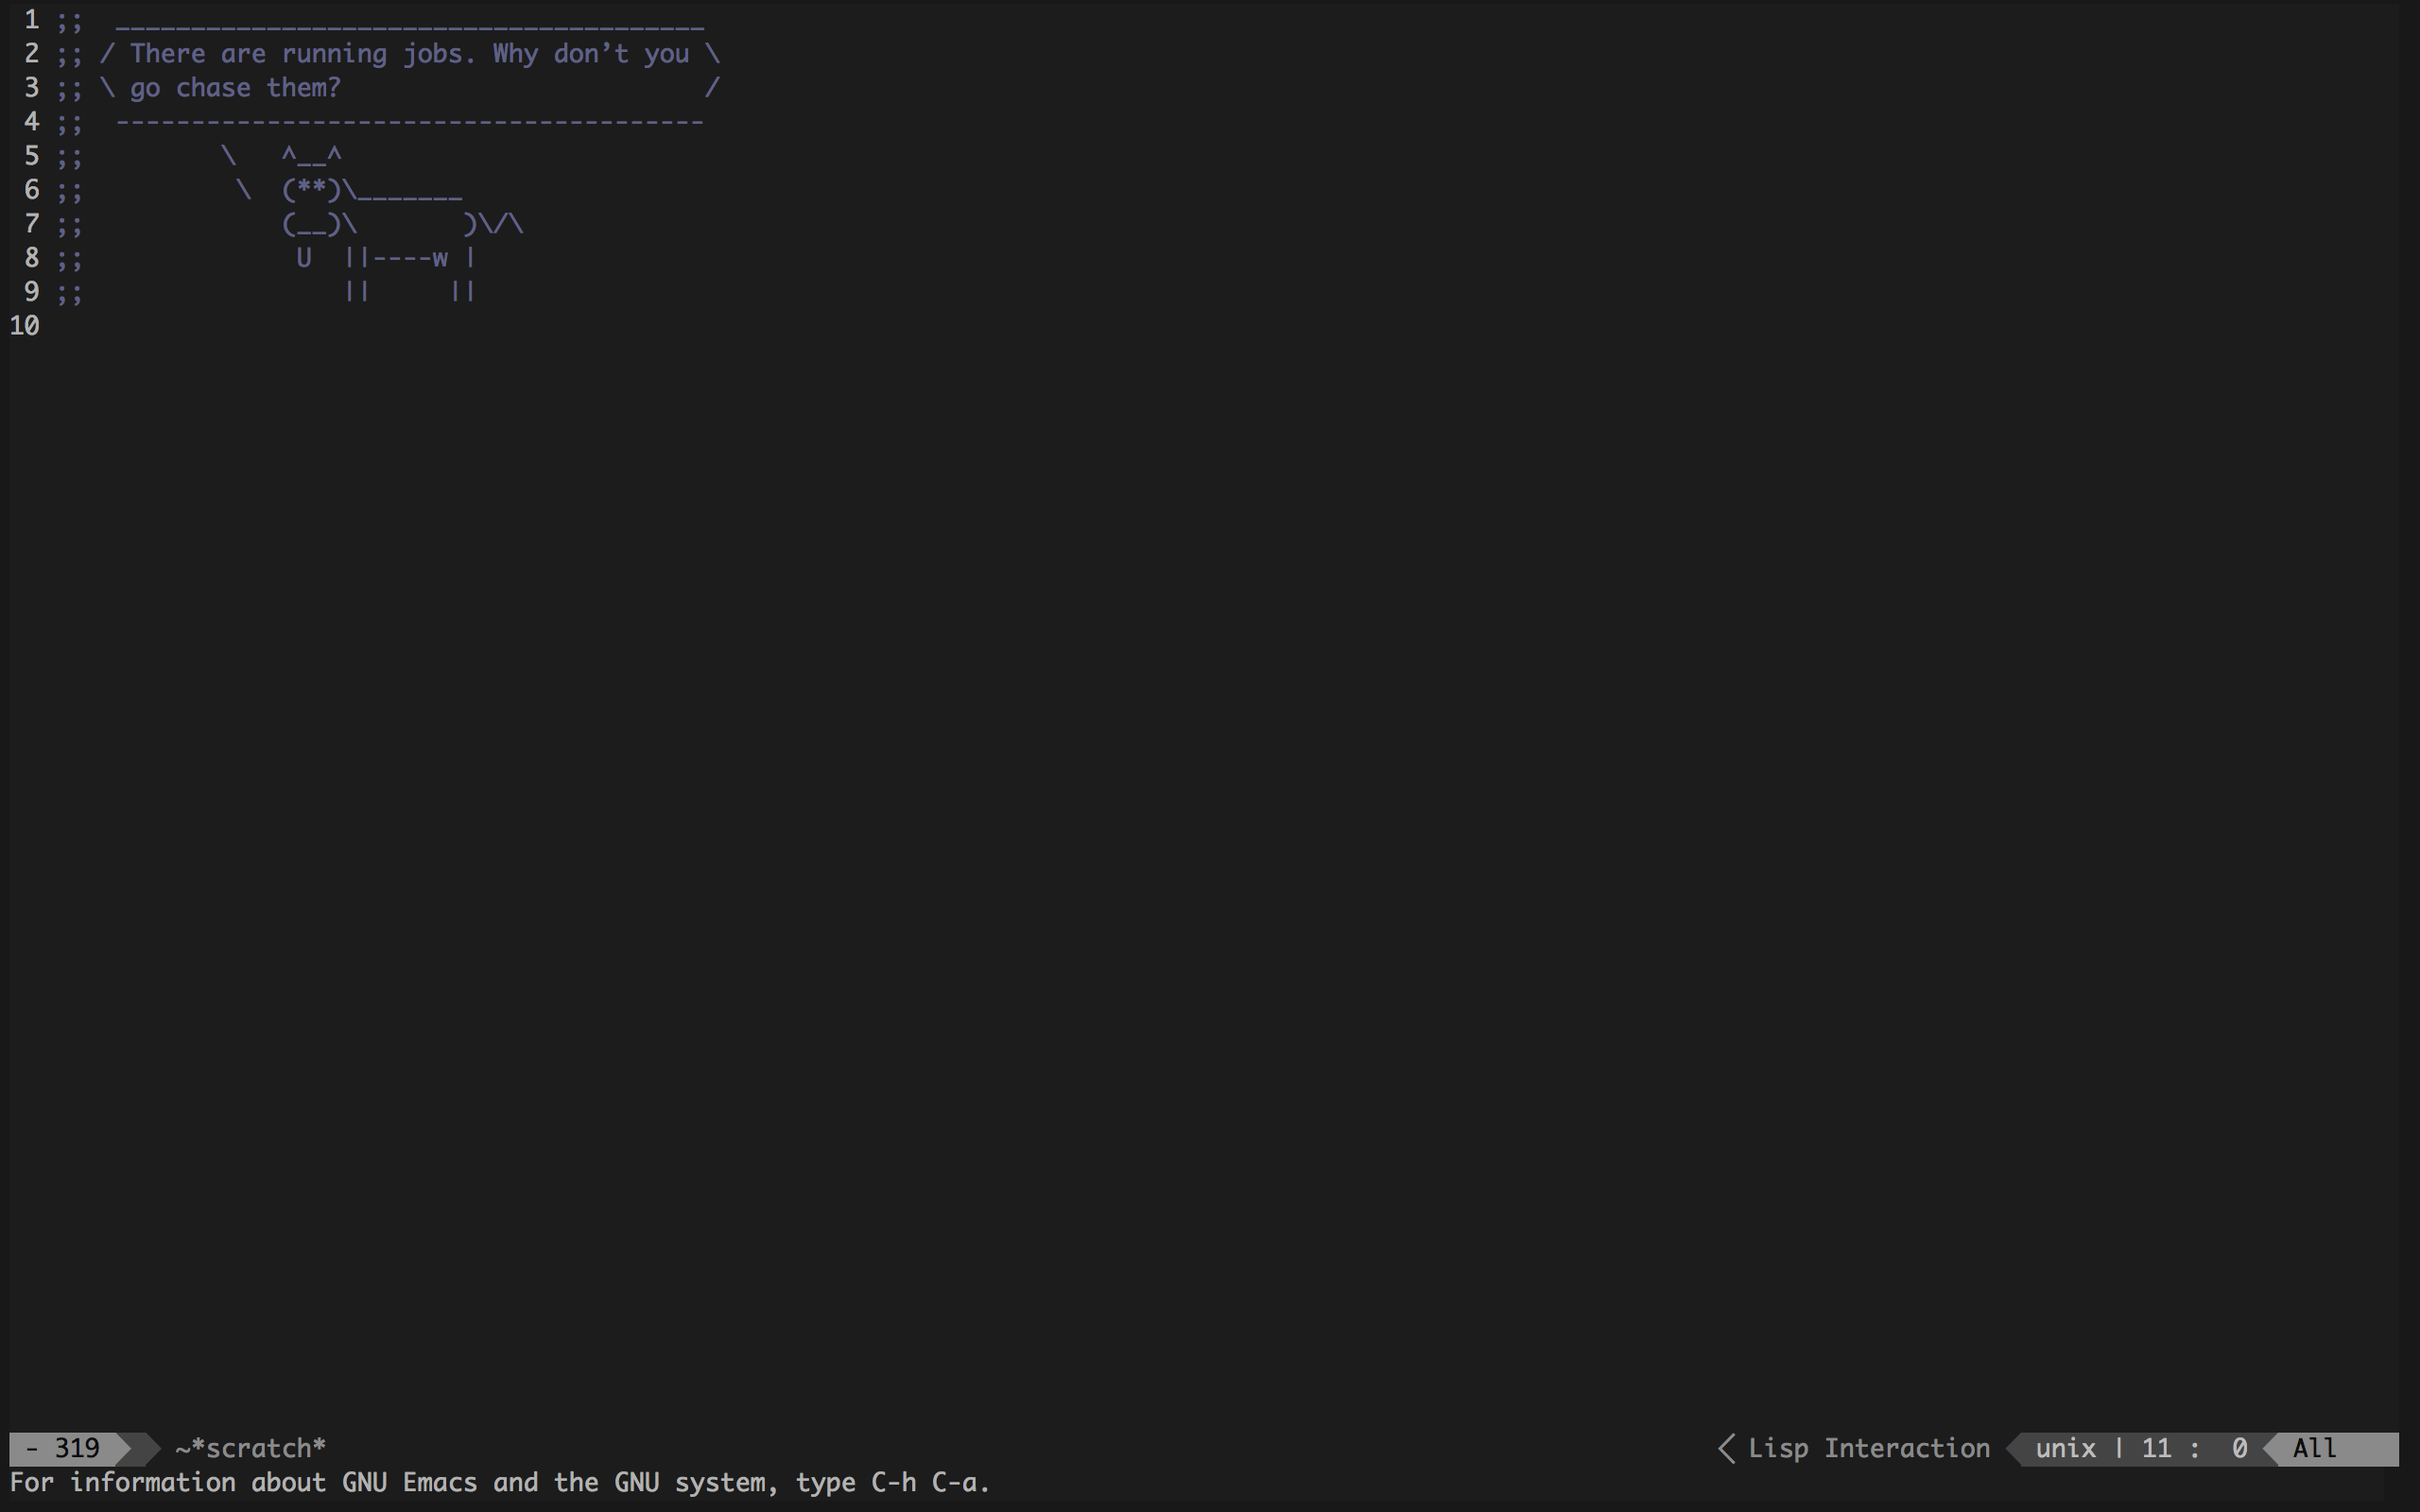 1 ;;  _______________________________________
 2 ;; / There are running jobs. Why don’t you \
 3 ;; \ go chase them?                        /
 4 ;;  ---------------------------------------
 5 ;;         \   ^__^
 6 ;;          \  (**)\_______
 7 ;;             (__)\       )\/\
 8 ;;              U  ||----w |
 9 ;;                 ||     ||
10
- 319 ~*scratch* Lisp Interaction unix | 11 :  0 All
For information about GNU Emacs and the GNU system, type C-h C-a.